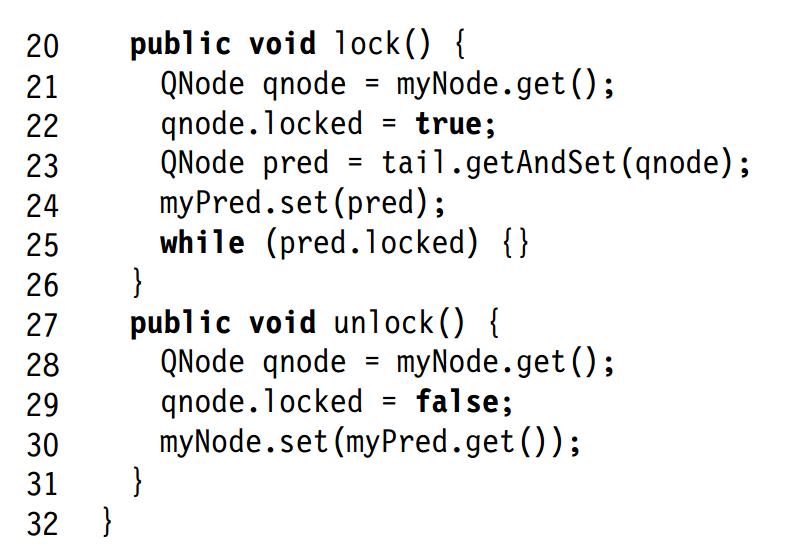 20 public void lock() {
21 QNode qnode = myNode.get();
22 qnode.locked = true;
23 QNode pred = tail.getAndSet(qnode);
24 myPred.set(pred);
25 while (pred.locked) {}
26 }
27 public void unlock() {
28 QNode qnode = myNode.get();
29 qnode.locked = false;
30 myNode.set(myPred.get());
31 }
32 }